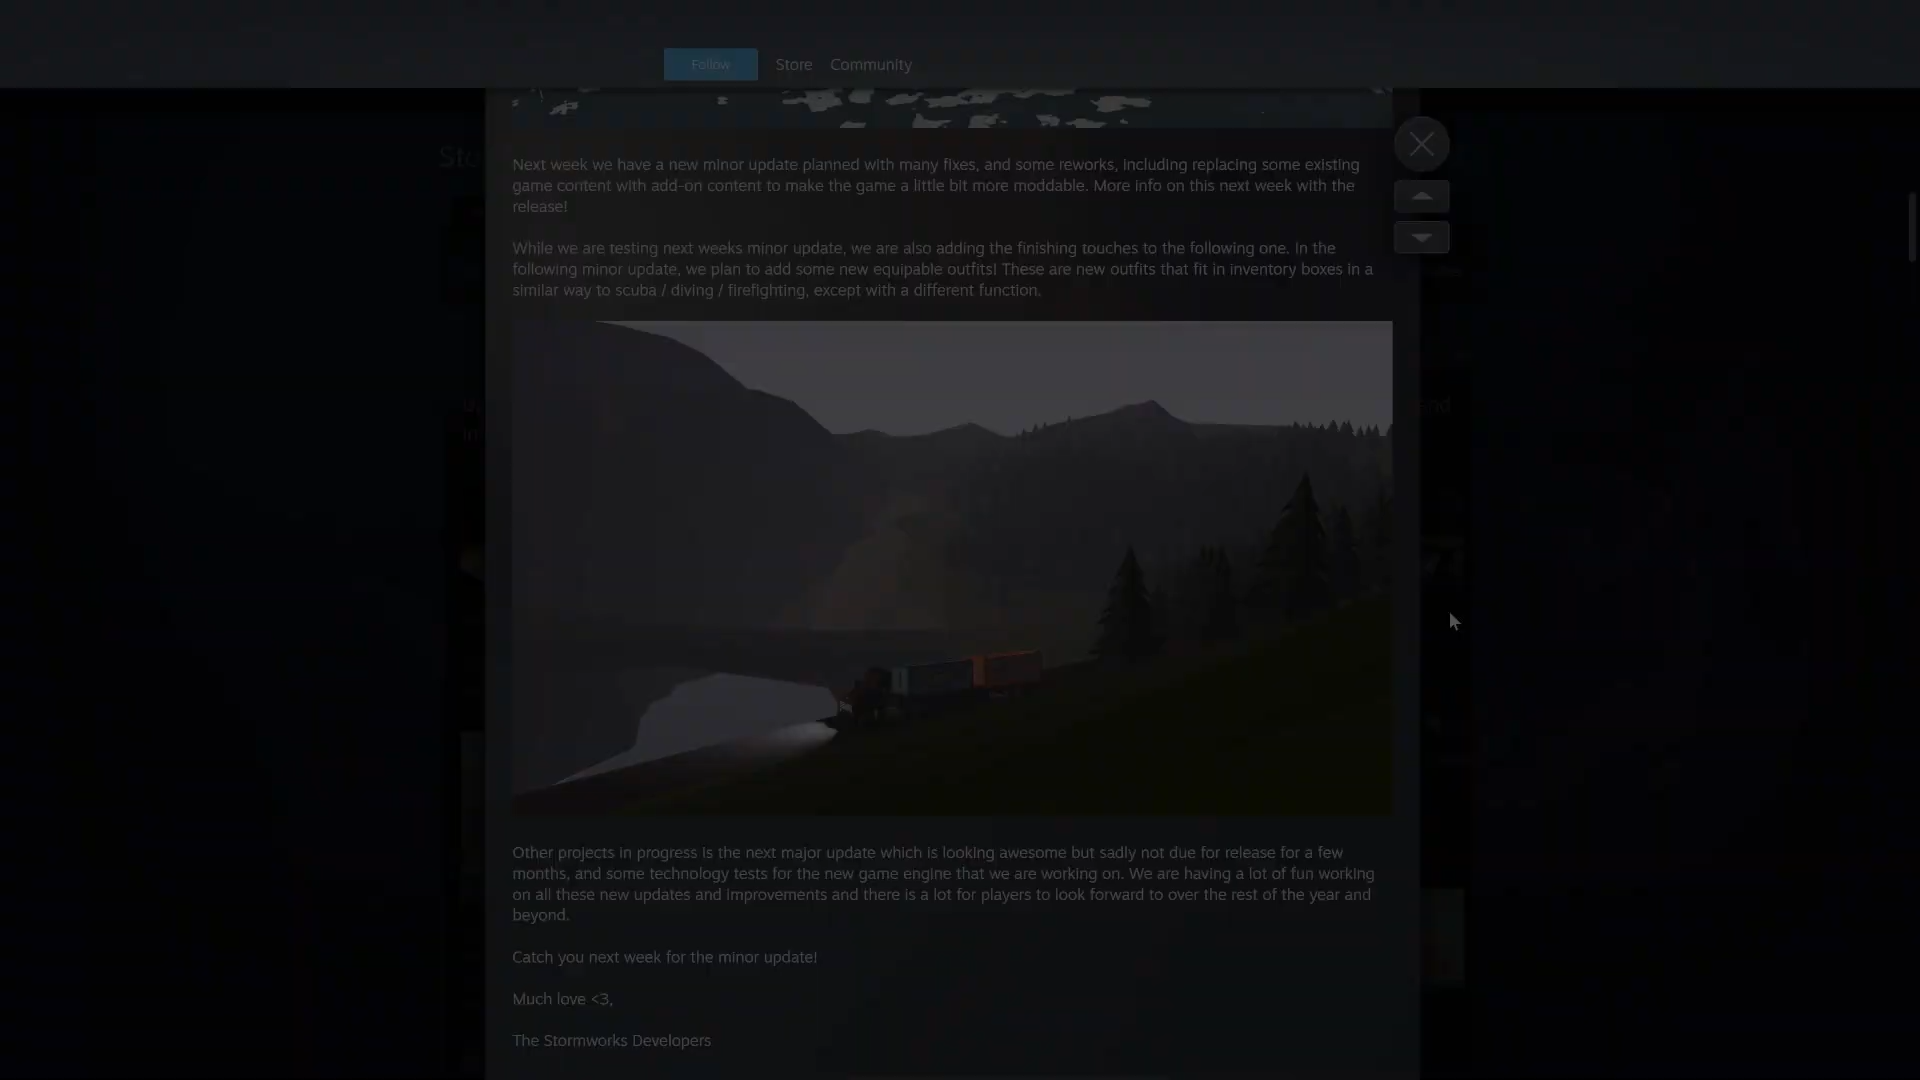 Follow Store Community
Next week we have a new minor update planned with many fixes, and some reworks, including replacing some existing
game content with add-on content to make the game a little bit more moddable. More info on this next week with the
release!
While we are testing next weeks minor update, we are also adding the finishing touches to the following one. In the
following minor update, we plan to add some new equipable outfits! These are new outfits that fit in inventory boxes in a
similar way to scuba / diving / firefighting, except with a different function.
Other projects in progress is the next major update which is looking awesome but sadly not due for release for a few
months, and some technology tests for the new game engine that we are working on. We are having a lot of fun working
on all these new updates and improvements and there is a lot for players to look forward to over the rest of the year and
beyond.
Catch you next week for the minor update!
Much love <3,
The Stormworks Developers